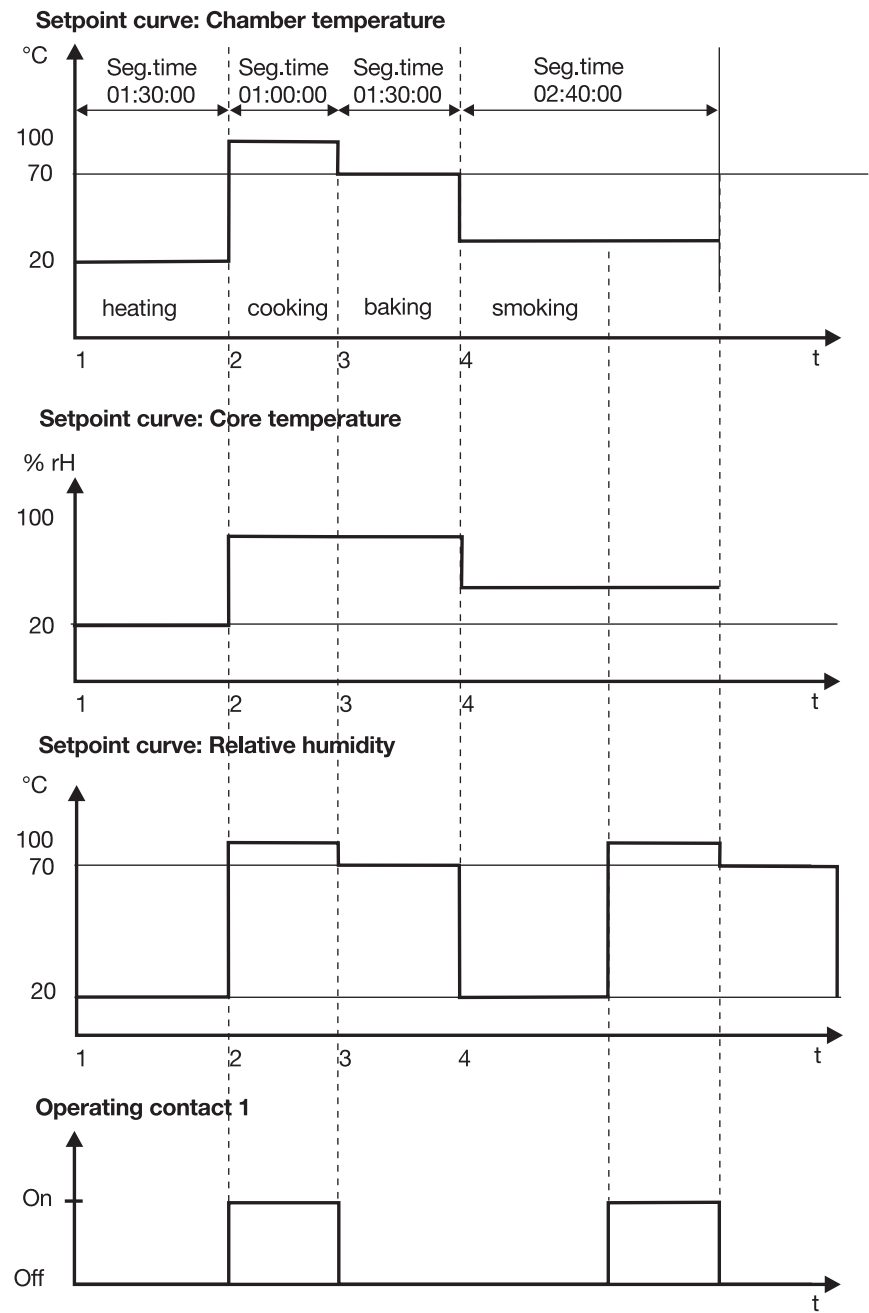 Setpoint curve: Chamber temperature
°C
Seg.time Seg.time Seg.time Seg.time
01:30:00 01:00:00 01:30:00 02:40:00
100
70
20
heating cooking baking smoking
1 2 3 4 t
Setpoint curve: Core temperature
% rH
100
20
1 2 3 4 t
Setpoint curve: Relative humidity
°C
100
70
20
1 2 3 4 t
Operating contact 1
On
Off
t